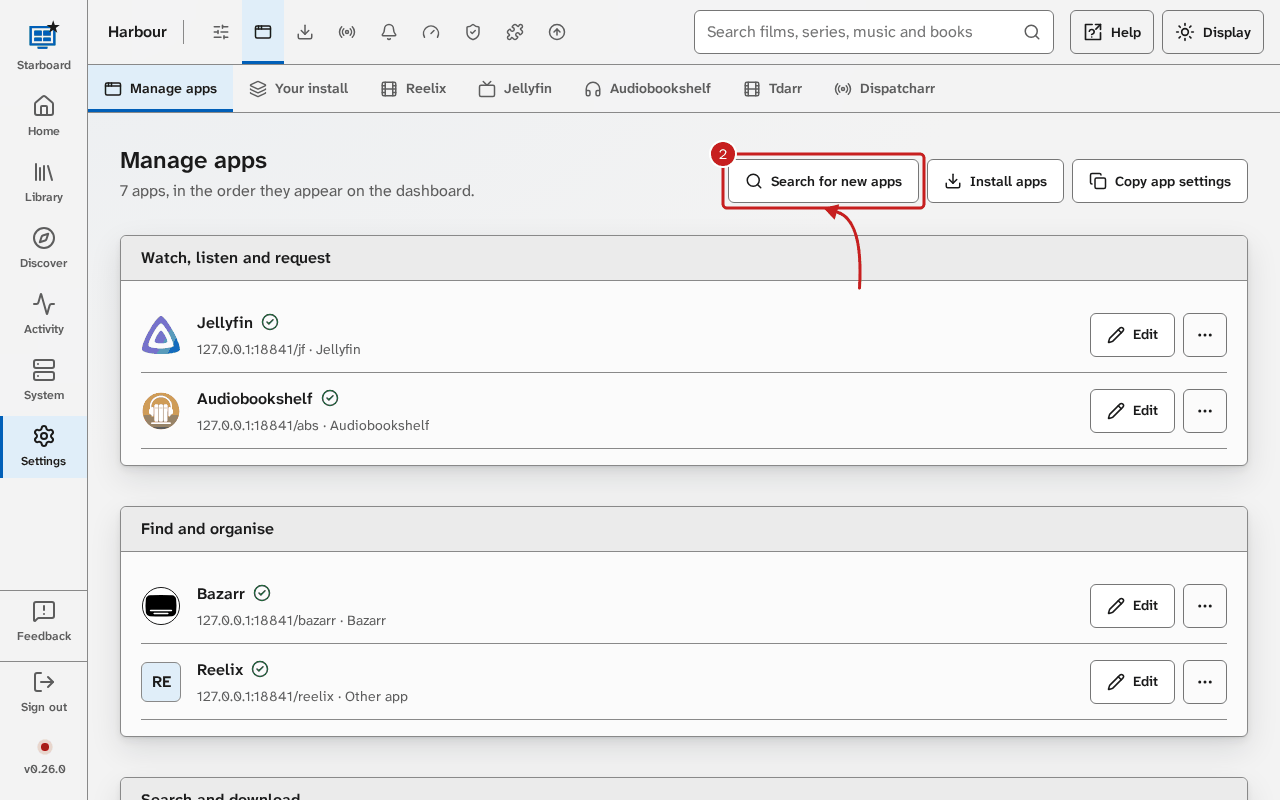 Starboard
Home
Library
Discover
Activity
System
Settings
Feedback
Sign out
v0.26.0
Harbour
Search films, series, music and books
Help
Display
Manage apps
Your install
Reelix
Jellyfin
Audiobookshelf
Tdarr
Dispatcharr
Manage apps
7 apps, in the order they appear on the dashboard.
2
Search for new apps
Install apps
Copy app settings
Watch, listen and request
Jellyfin
127.0.0.1:18841/jf · Jellyfin
Edit
Audiobookshelf
127.0.0.1:18841/abs · Audiobookshelf
Edit
Find and organise
Bazarr
127.0.0.1:18841/bazarr · Bazarr
Edit
RE
Reelix
127.0.0.1:18841/reelix · Other app
Edit
Search and download